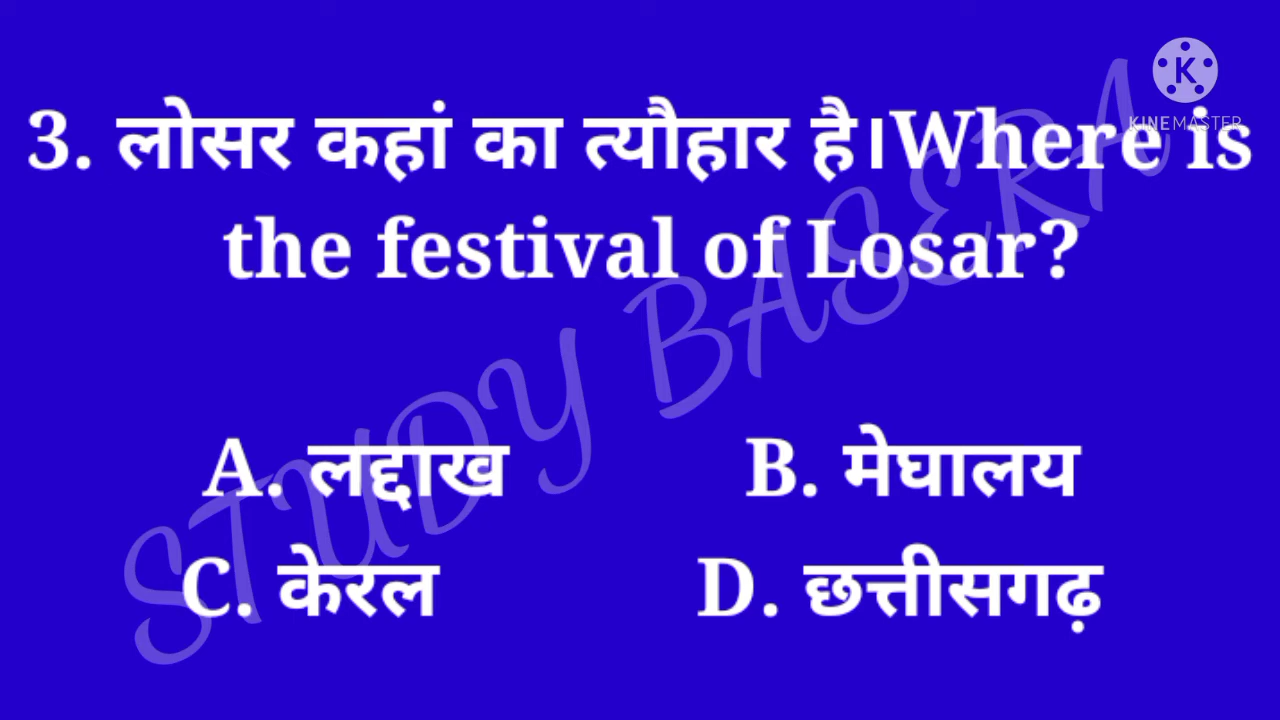 3. लोसर कहां का त्यौहार है।Where is
the festival of Losar?
A. लद्दाख B. मेघालय
C. केरल D. छत्तीसगढ़
STUDY BASERA
K
KINEMASTER